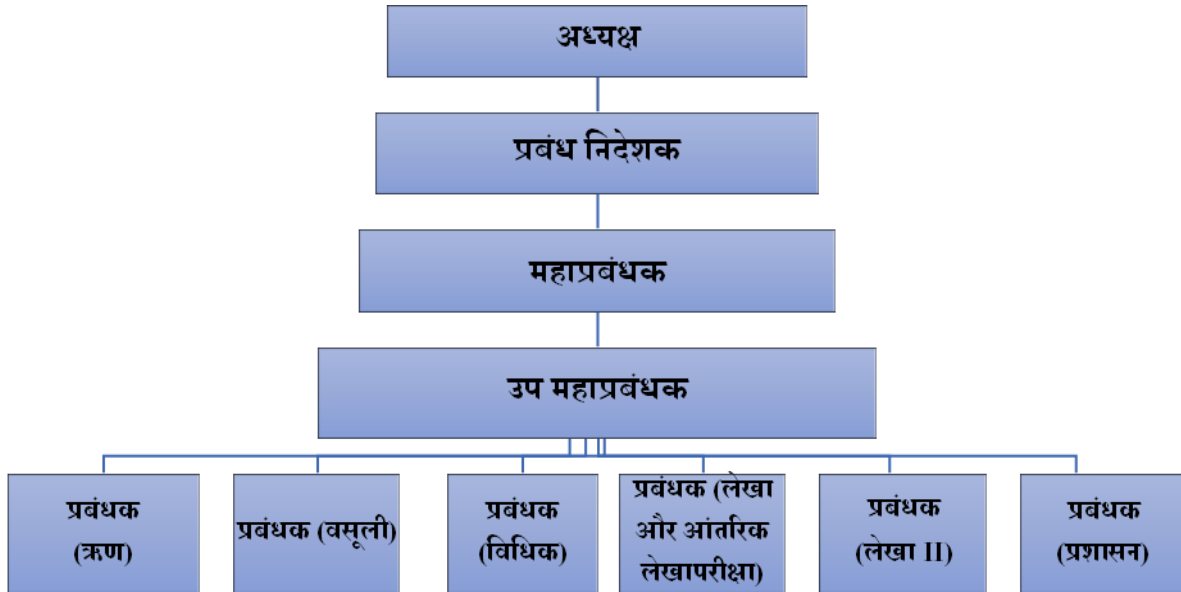 अध्यक्ष
प्रबंध निदेशक
महाप्रबंधक
उप महाप्रबंधक
प्रबंधक
(ऋण)
प्रबंधक (वसूली)
प्रबंधक
(विधिक)
प्रबंधक (लेखा
और आंतरिक
लेखापरीक्षा)
प्रबंधक
(लेखा II)
प्रबंधक
(प्रशासन)